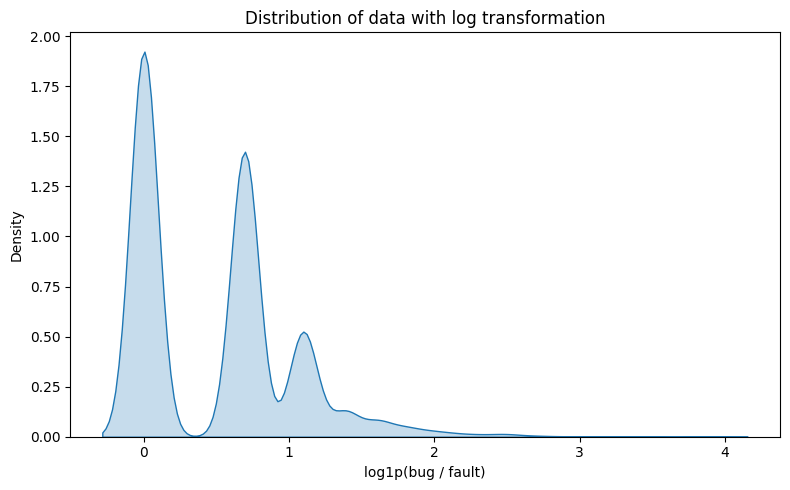 Distribution of data with log transformation
2.00
1.75
1.50
1.25
1.00
0.75
0.50
0.25
0.00
Density
0 1 2 3 4
log1p(bug / fault)